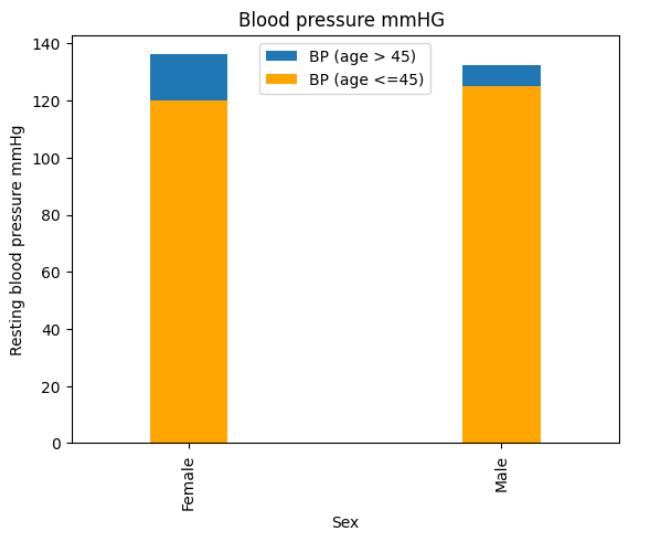 Blood pressure mmHG
BP (age > 45)
BP (age <=45)
Resting blood pressure mmHg
140
120
100
80
60
40
20
0
Female
Male
Sex